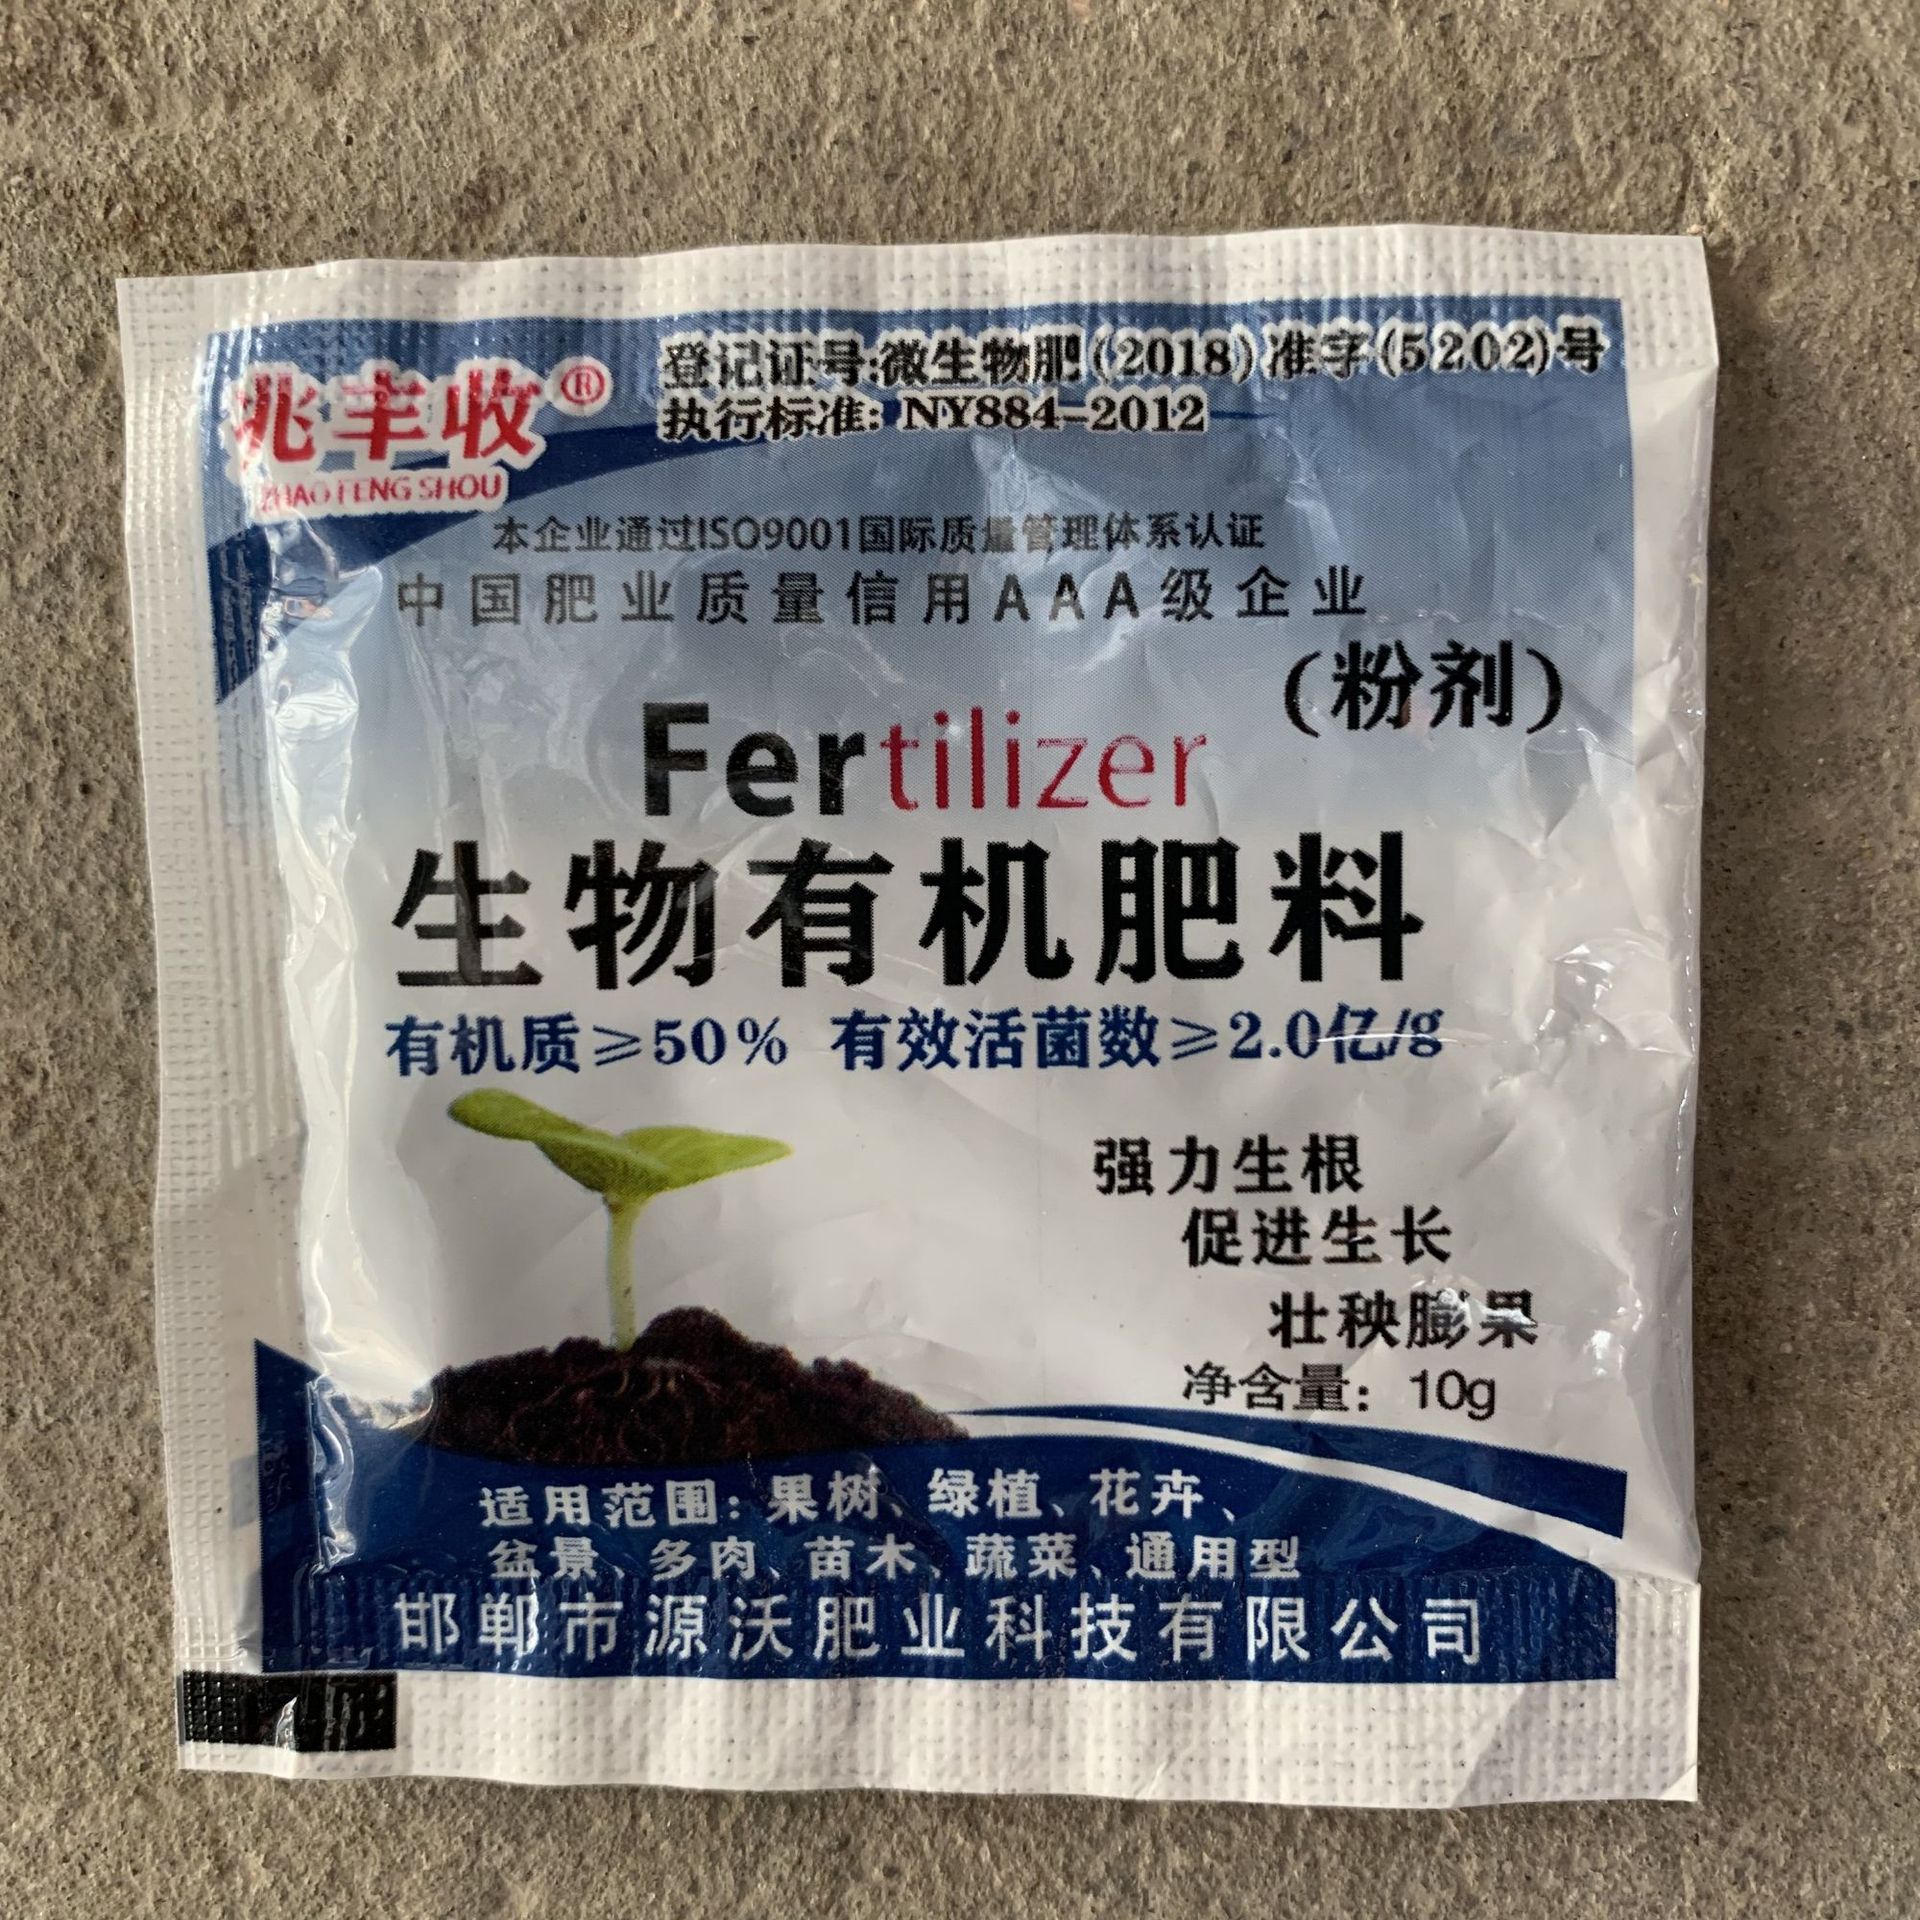 兆丰收®
ZHAO FENG SHOU
登记证号:微生物肥(2018)准字(5202)号
执行标准: NY884-2012
本企业通过ISO9001国际质量管理体系认证
中国肥业质量信用AAA级企业
(粉剂)
Fertilizer
生物有机肥料
有机质≥50% 有效活菌数≥2.0亿/g
强力生根
促进生长
壮秧膨果
净含量: 10g
适用范围: 果树、绿植、花卉、
盆景、多肉、苗木、蔬菜、通用型
邯郸市源沃肥业科技有限公司